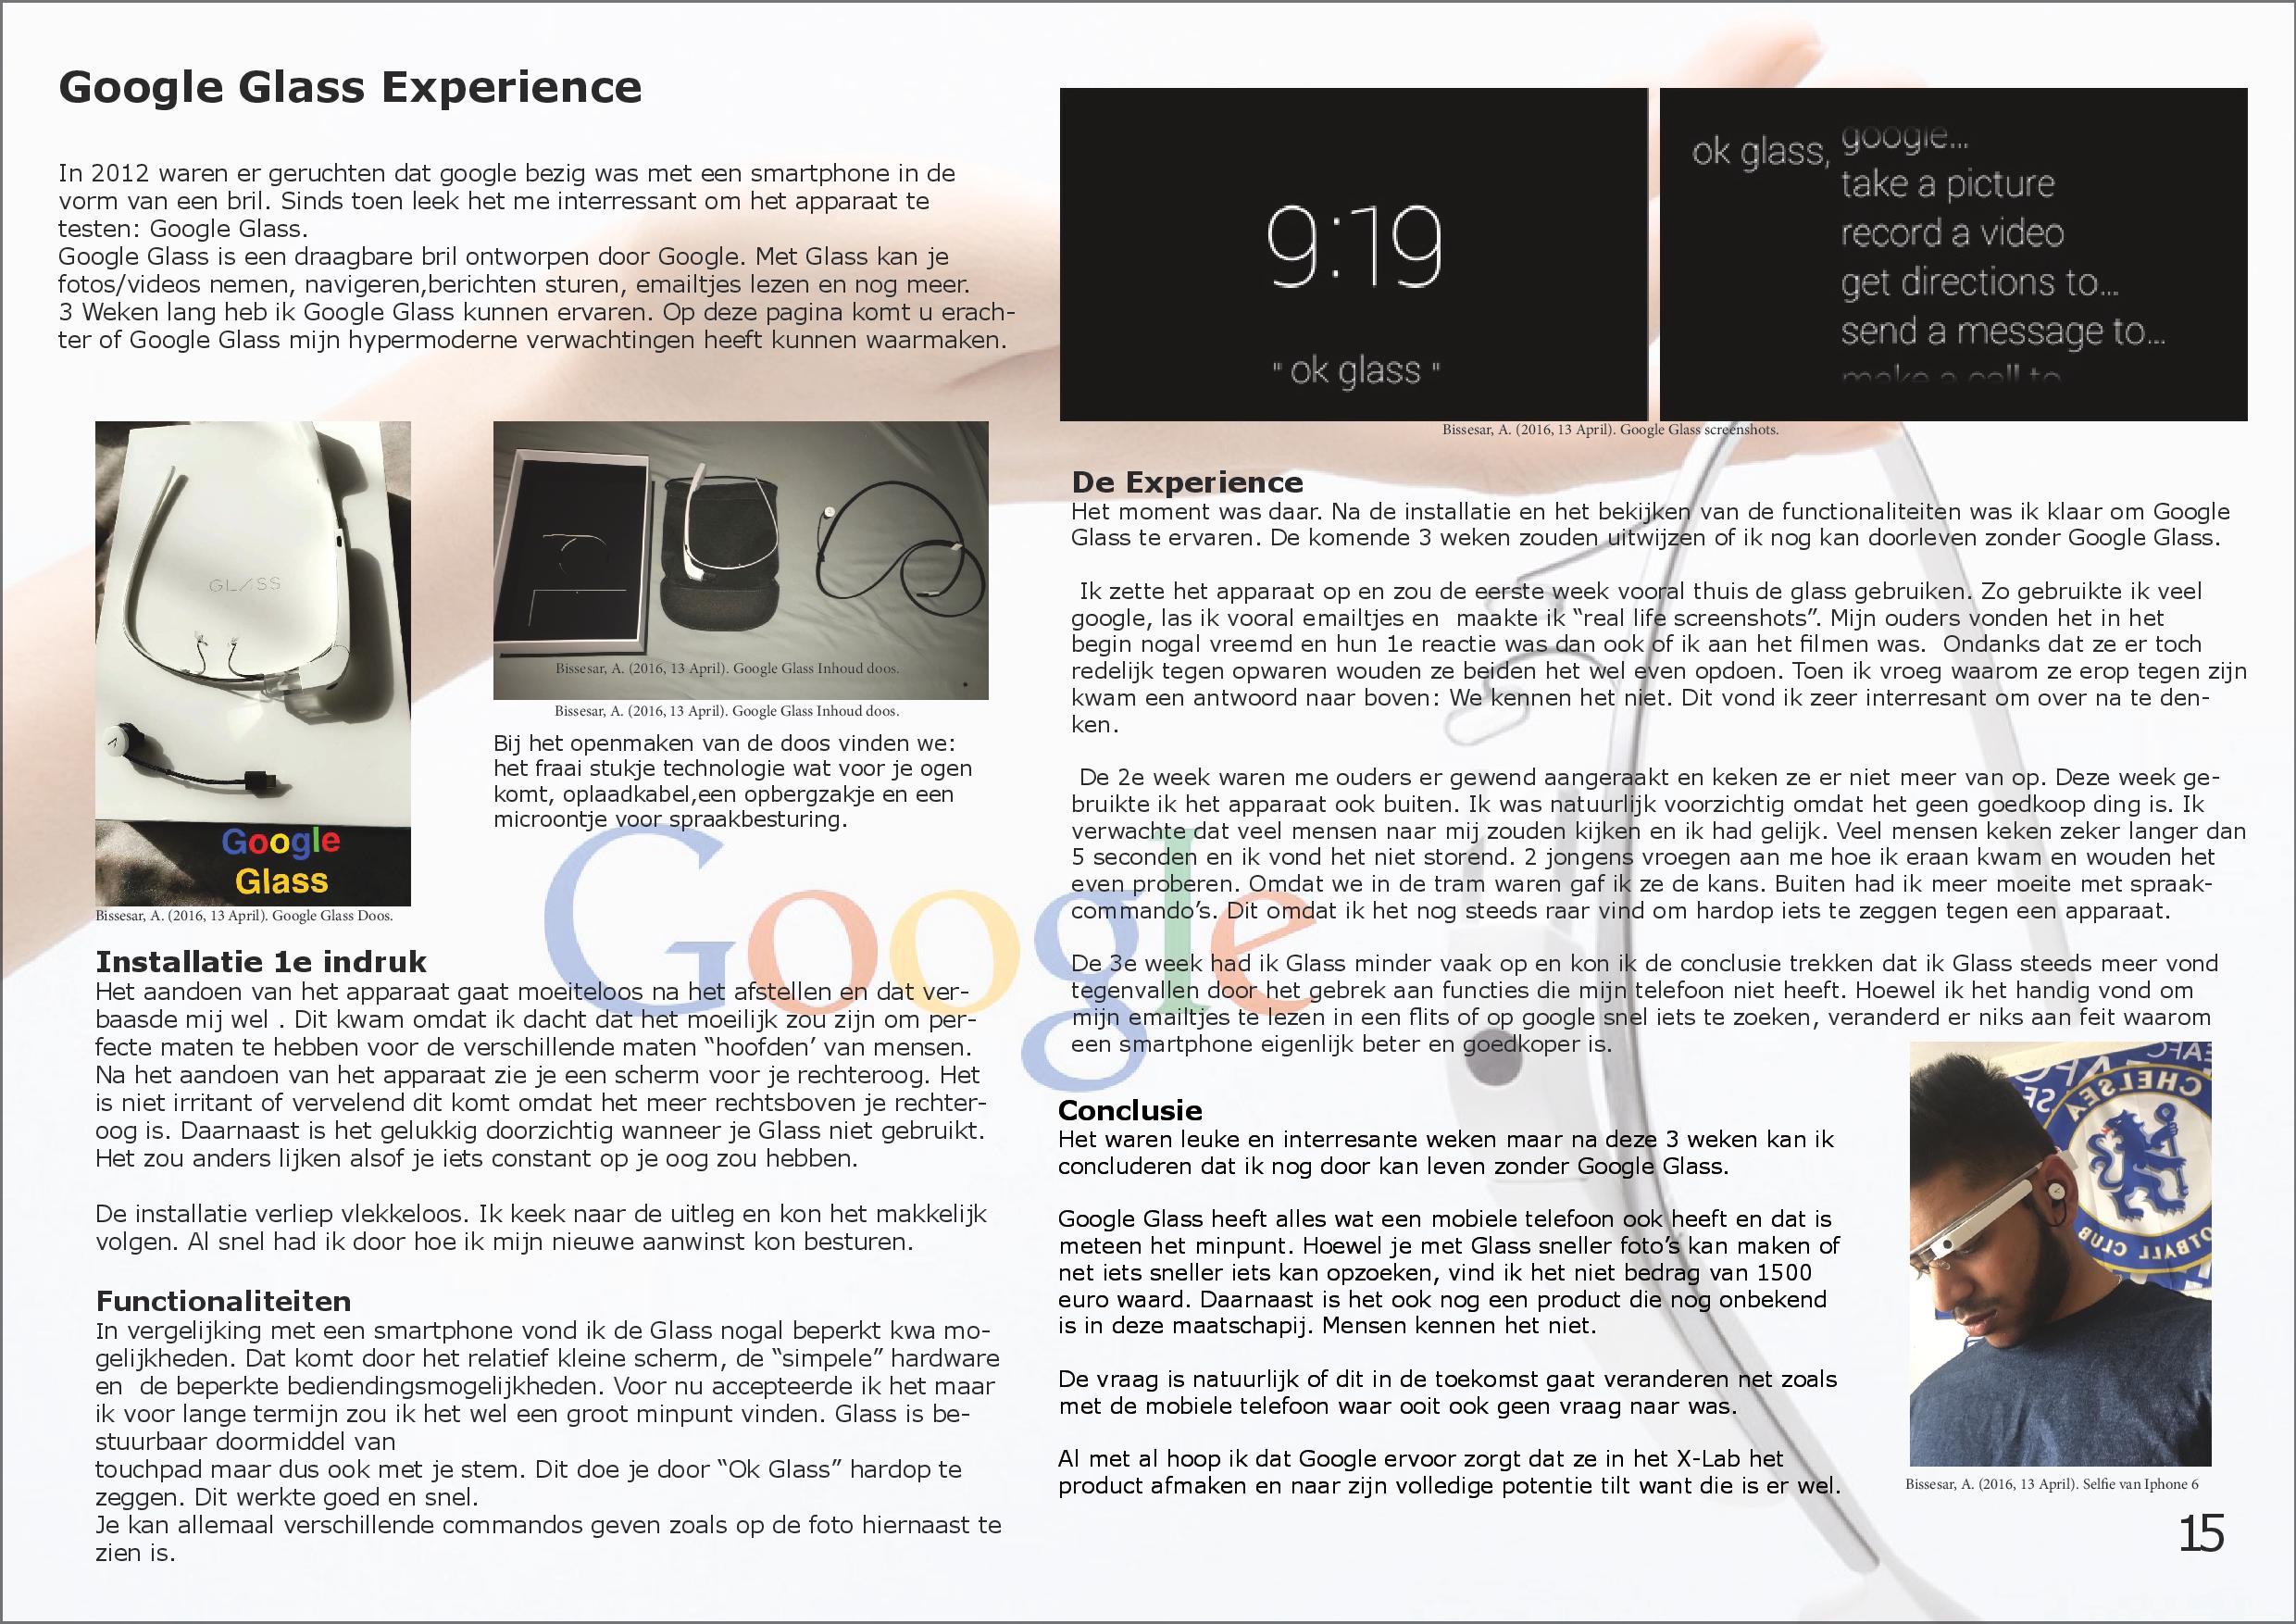 Google Glass Experience
In 2012 waren er geruchten dat google bezig was met een smartphone in de
vorm van een bril. Sinds toen leek het me interressant om het apparaat te
testen: Google Glass.
Google Glass is een draagbare bril ontworpen door Google. Met Glass kan je
fotos/videos nemen, navigeren,berichten sturen, emailtjes lezen en nog meer.
3 Weken lang heb ik Google Glass kunnen ervaren. Op deze pagina komt u erach-
ter of Google Glass mijn hypermoderne verwachtingen heeft kunnen waarmaken.
GLASS
Google
Glass
Bissesar, A. (2016, 13 April). Google Glass Doos.
Bissesar, A. (2016, 13 April). Google Glass Inhoud doos.
Bissesar, A. (2016, 13 April). Google Glass Inhoud doos.
Bij het openmaken van de doos vinden we:
het fraai stukje technologie wat voor je ogen
komt, oplaadkabel,een opbergzakje en een
microontje voor spraakbesturing.
Google
Installatie 1e indruk
Het aandoen van het apparaat gaat moeiteloos na het afstellen en dat ver-
baasde mij wel . Dit kwam omdat ik dacht dat het moeilijk zou zijn om per-
fecte maten te hebben voor de verschillende maten “hoofden’ van mensen.
Na het aandoen van het apparaat zie je een scherm voor je rechteroog. Het
is niet irritant of vervelend dit komt omdat het meer rechtsboven je rechter-
oog is. Daarnaast is het gelukkig doorzichtig wanneer je Glass niet gebruikt.
Het zou anders lijken alsof je iets constant op je oog zou hebben.
De installatie verliep vlekkeloos. Ik keek naar de uitleg en kon het makkelijk
volgen. Al snel had ik door hoe ik mijn nieuwe aanwinst kon besturen.
Functionaliteiten
In vergelijking met een smartphone vond ik de Glass nogal beperkt kwa mo-
gelijkheden. Dat komt door het relatief kleine scherm, de “simpele” hardware
en  de beperkte bediendingsmogelijkheden. Voor nu accepteerde ik het maar
ik voor lange termijn zou ik het wel een groot minpunt vinden. Glass is be-
stuurbaar doormiddel van
touchpad maar dus ook met je stem. Dit doe je door “Ok Glass” hardop te
zeggen. Dit werkte goed en snel.
Je kan allemaal verschillende commandos geven zoals op de foto hiernaast te
zien is.
9:19
" ok glass "
ok glass,
google...
take a picture
record a video
get directions to...
send a message to...
make a call to
Bissesar, A. (2016, 13 April). Google Glass screenshots.
De Experience
Het moment was daar. Na de installatie en het bekijken van de functionaliteiten was ik klaar om Google
Glass te ervaren. De komende 3 weken zouden uitwijzen of ik nog kan doorleven zonder Google Glass.
Ik zette het apparaat op en zou de eerste week vooral thuis de glass gebruiken. Zo gebruikte ik veel
google, las ik vooral emailtjes en  maakte ik “real life screenshots”. Mijn ouders vonden het in het
begin nogal vreemd en hun 1e reactie was dan ook of ik aan het filmen was.  Ondanks dat ze er toch
redelijk tegen opwaren wouden ze beiden het wel even opdoen. Toen ik vroeg waarom ze erop tegen zijn
kwam een antwoord naar boven: We kennen het niet. Dit vond ik zeer interresant om over na te den-
ken.
De 2e week waren me ouders er gewend aangeraakt en keken ze er niet meer van op. Deze week ge-
bruikte ik het apparaat ook buiten. Ik was natuurlijk voorzichtig omdat het geen goedkoop ding is. Ik
verwachte dat veel mensen naar mij zouden kijken en ik had gelijk. Veel mensen keken zeker langer dan
5 seconden en ik vond het niet storend. 2 jongens vroegen aan me hoe ik eraan kwam en wouden het
even proberen. Omdat we in de tram waren gaf ik ze de kans. Buiten had ik meer moeite met spraak-
commando’s. Dit omdat ik het nog steeds raar vind om hardop iets te zeggen tegen een apparaat.
De 3e week had ik Glass minder vaak op en kon ik de conclusie trekken dat ik Glass steeds meer vond
tegenvallen door het gebrek aan functies die mijn telefoon niet heeft. Hoewel ik het handig vond om
mijn emailtjes te lezen in een flits of op google snel iets te zoeken, veranderd er niks aan feit waarom
een smartphone eigenlijk beter en goedkoper is.
Conclusie
Het waren leuke en interresante weken maar na deze 3 weken kan ik
concluderen dat ik nog door kan leven zonder Google Glass.
Google Glass heeft alles wat een mobiele telefoon ook heeft en dat is
meteen het minpunt. Hoewel je met Glass sneller foto’s kan maken of
net iets sneller iets kan opzoeken, vind ik het niet bedrag van 1500
euro waard. Daarnaast is het ook nog een product die nog onbekend
is in deze maatschapij. Mensen kennen het niet.
De vraag is natuurlijk of dit in de toekomst gaat veranderen net zoals
met de mobiele telefoon waar ooit ook geen vraag naar was.
Al met al hoop ik dat Google ervoor zorgt dat ze in het X-Lab het
product afmaken en naar zijn volledige potentie tilt want die is er wel.
CHELSEA
OTBALL CLUB
Bissesar, A. (2016, 13 April). Selfie van Iphone 6
15